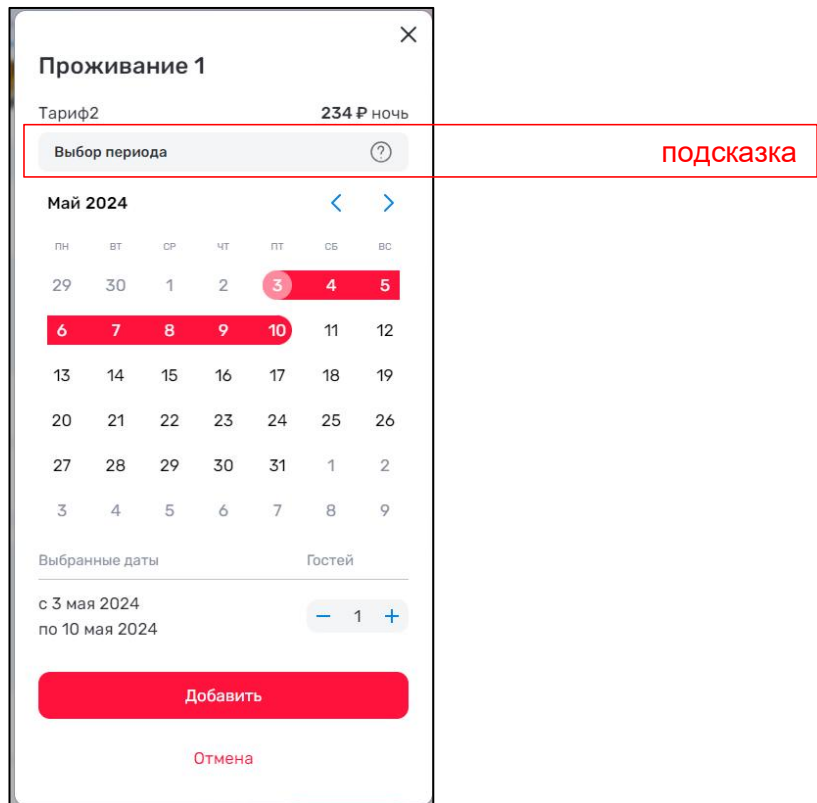 Проживание 1
Тариф2 234 ₽ ночь
Выбор периода ?
подсказка
Май 2024
ПН ВТ СР ЧТ ПТ СБ ВС
29 30 1 2 3 4 5
6 7 8 9 10 11 12
13 14 15 16 17 18 19
20 21 22 23 24 25 26
27 28 29 30 31 1 2
3 4 5 6 7 8 9
Выбранные даты Гостей
с 3 мая 2024
по 10 мая 2024
− 1 +
Добавить
Отмена